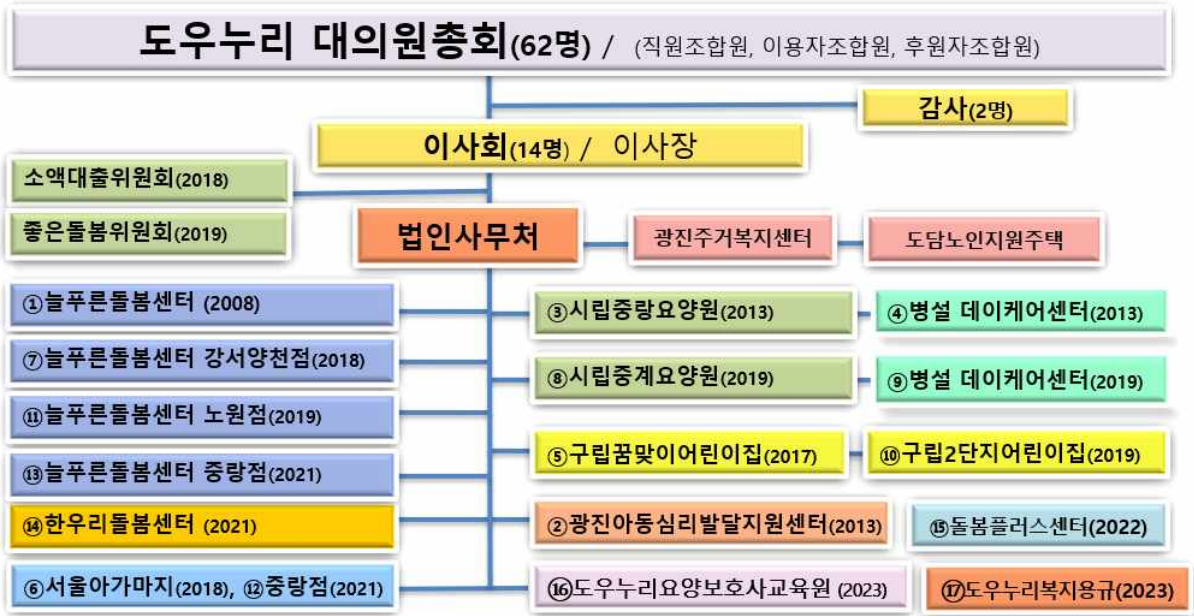 도우누리 대의원총회(62명) / (직원조합원, 이용자조합원, 후원자조합원)
감사(2명)
이사회(14명) / 이사장
소액대출위원회(2018)
좋은돌봄위원회(2019)
법인사무처
광진주거복지센터
도담노인지원주택
①늘푸른돌봄센터 (2008)
③시립중랑요양원(2013)
④병설 데이케어센터(2013)
⑦늘푸른돌봄센터 강서양천점(2018)
⑧시립중계요양원(2019)
⑨병설 데이케어센터(2019)
⑪늘푸른돌봄센터 노원점(2019)
⑤구립꿈맞이어린이집(2017)
⑩구립2단지어린이집(2019)
⑬늘푸른돌봄센터 중랑점(2021)
⑭한우리돌봄센터 (2021)
②광진아동심리발달지원센터(2013)
⑮돌봄플러스센터(2022)
⑥서울아가마지(2018), ⑫중랑점(2021)
⑯도우누리요양보호사교육원 (2023)
⑰도우누리복지용규(2023)